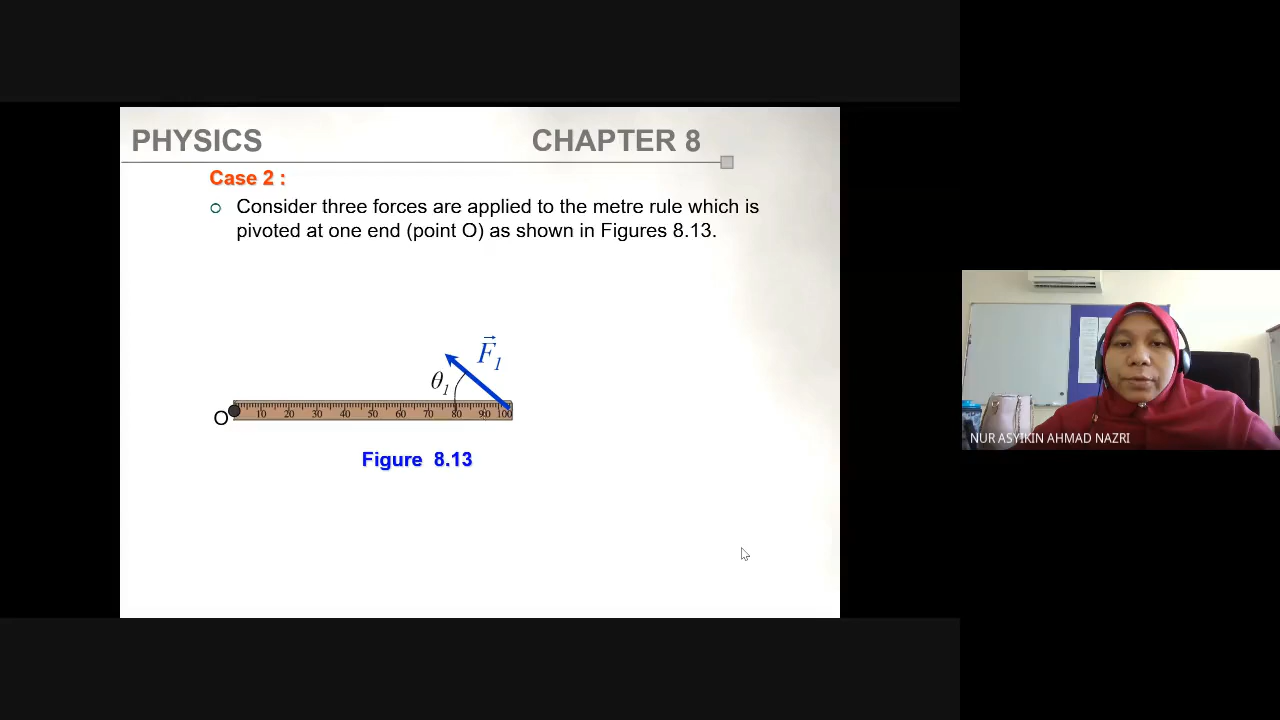 PHYSICS CHAPTER 8
Case 2 :
Consider three forces are applied to the metre rule which is
pivoted at one end (point O) as shown in Figures 8.13.
F1
θ1
O
10 20 30 40 50 60 70 80 90 100
Figure 8.13
NUR ASYIKIN AHMAD NAZRI